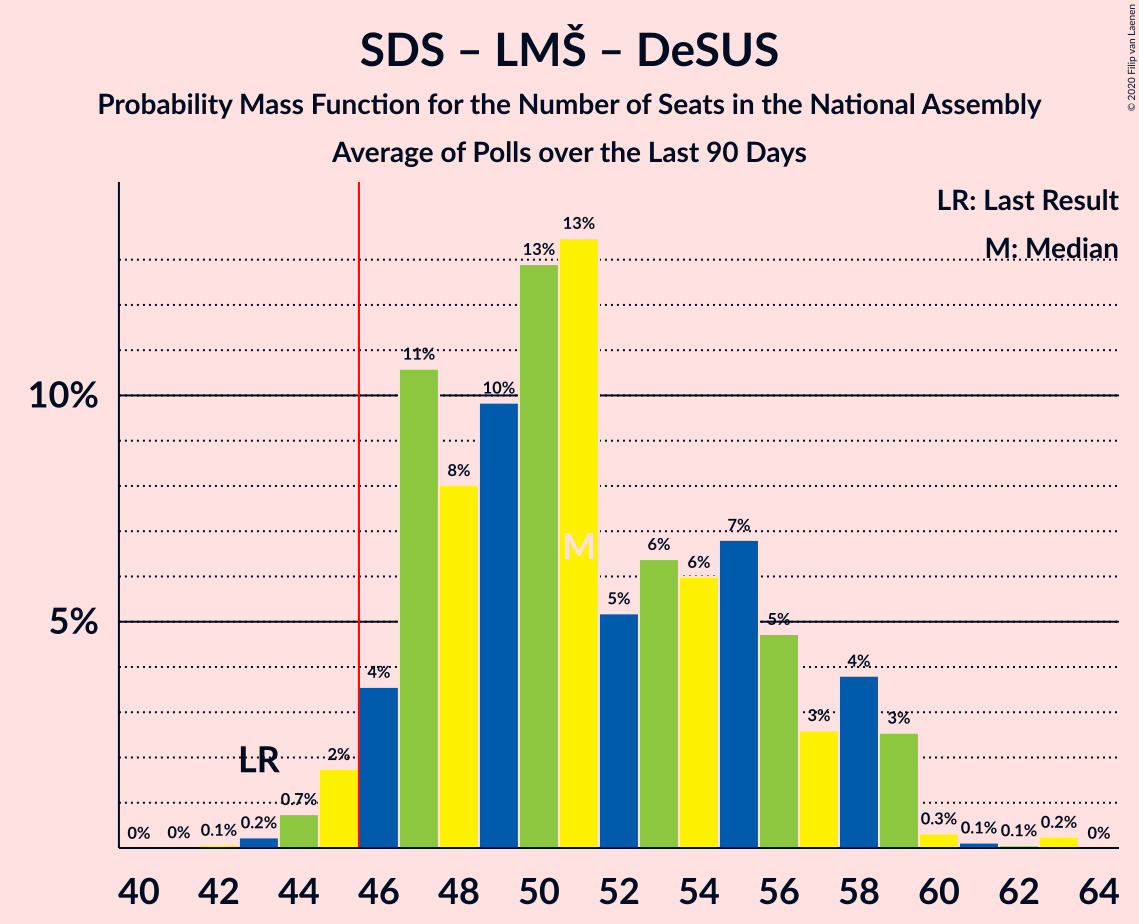 SDS – LMŠ – DeSUS
Probability Mass Function for the Number of Seats in the National Assembly
Average of Polls over the Last 90 Days
© 2020 Filip van Laenen
LR: Last Result
M: Median
10%
5%
0% 0% 0.1% 0.2% 0.7% 2% 4% 11% 8% 10% 13% 13% 5% 6% 6% 7% 5% 3% 4% 3% 0.3% 0.1% 0.1% 0.2% 0%
LR
M
40 42 44 46 48 50 52 54 56 58 60 62 64